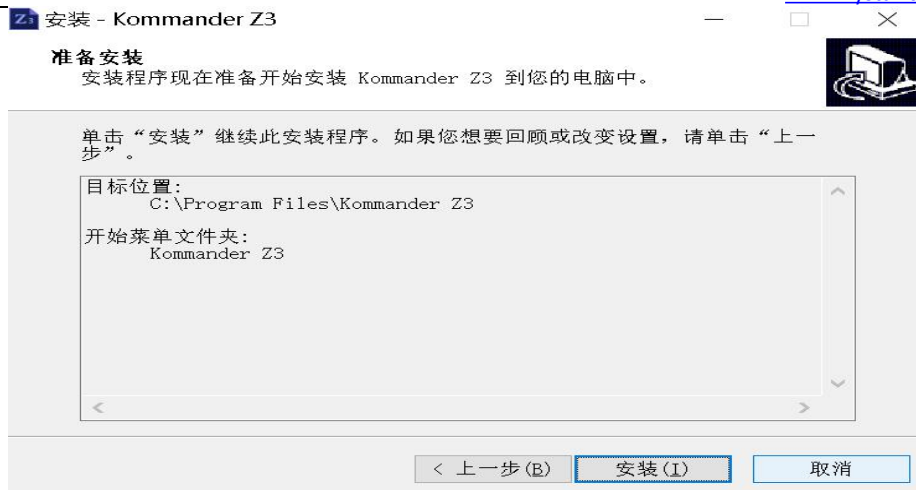 Z3 安装 - Kommander Z3
准备安装
安装程序现在准备开始安装 Kommander Z3 到您的电脑中。
单击“安装”继续此安装程序。如果您想要回顾或改变设置，请单击“上一
步”。
目标位置:
C:\Program Files\Kommander Z3
开始菜单文件夹:
Kommander Z3
< 上一步(B) 安装(I) 取消